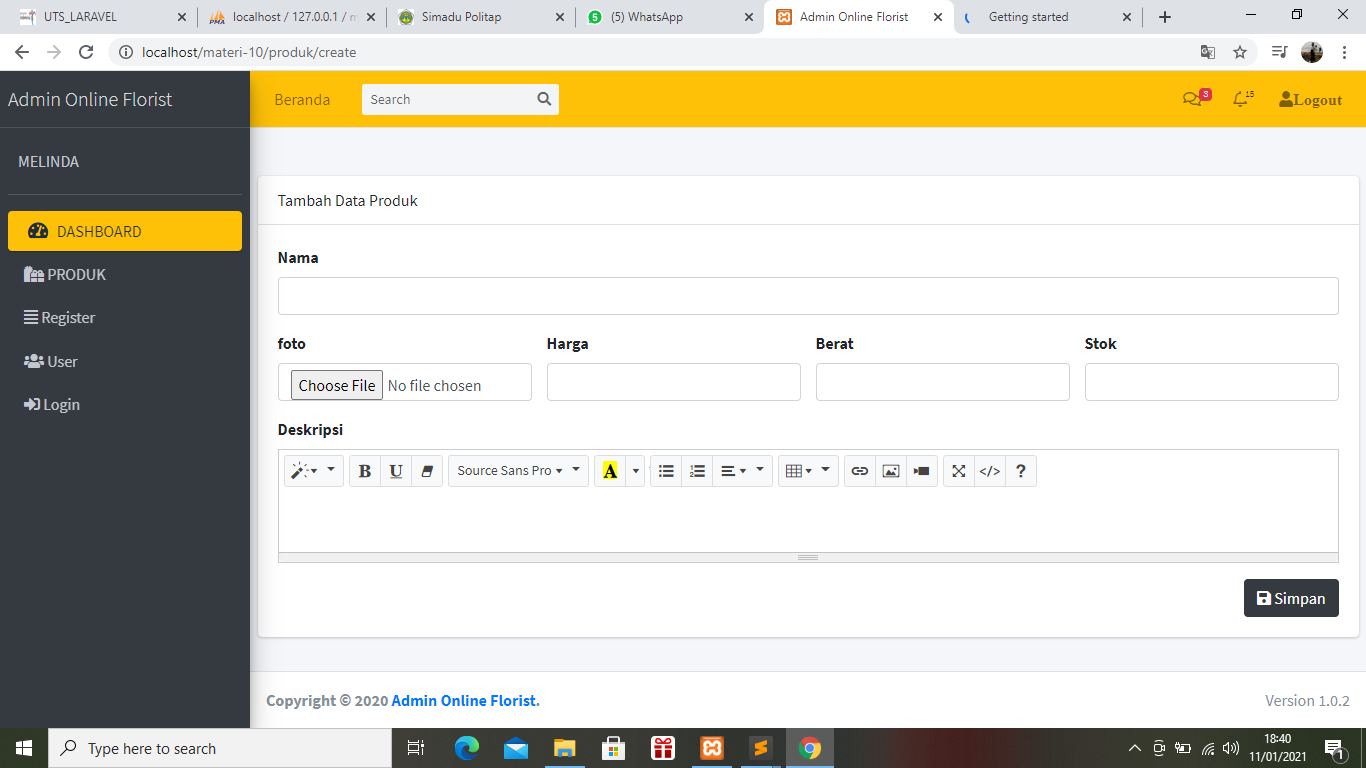 UTS_LARAVEL
localhost / 127.0.0.1 / m
Simadu Politap
(5) WhatsApp
Admin Online Florist
Getting started
localhost/materi-10/produk/create
Admin Online Florist
Beranda
Search
3
15
Logout
MELINDA
DASHBOARD
PRODUK
Register
User
Login
Tambah Data Produk
Nama
foto
Harga
Berat
Stok
Choose File No file chosen
Deskripsi
B
U
Source Sans Pro
A
</>
?
Simpan
Copyright © 2020 Admin Online Florist.
Version 1.0.2
Type here to search
18:40
11/01/2021
1